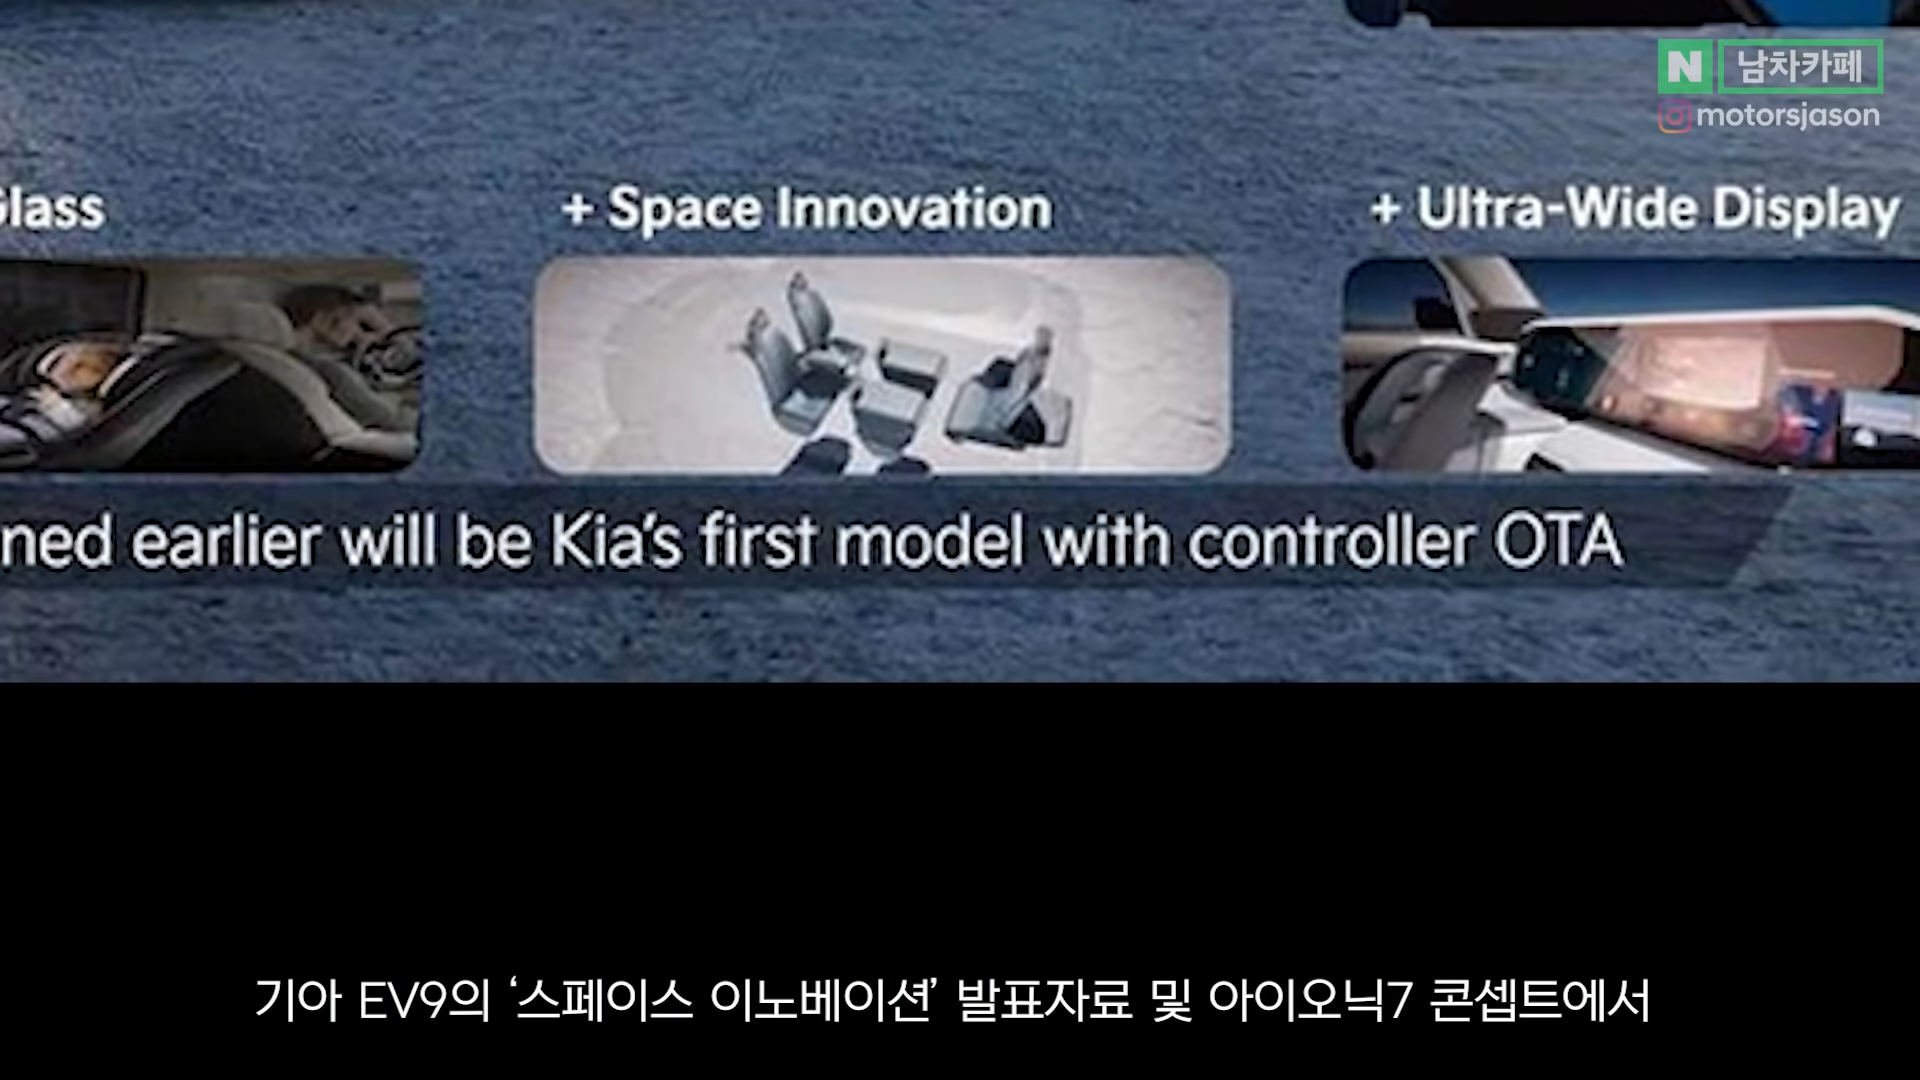 N 남차카페
motorsjason
Glass
+ Space Innovation
+ Ultra-Wide Display
ned earlier will be Kia's first model with controller OTA
기아 EV9의 ‘스페이스 이노베이션’ 발표자료 및 아이오닉7 콘셉트에서